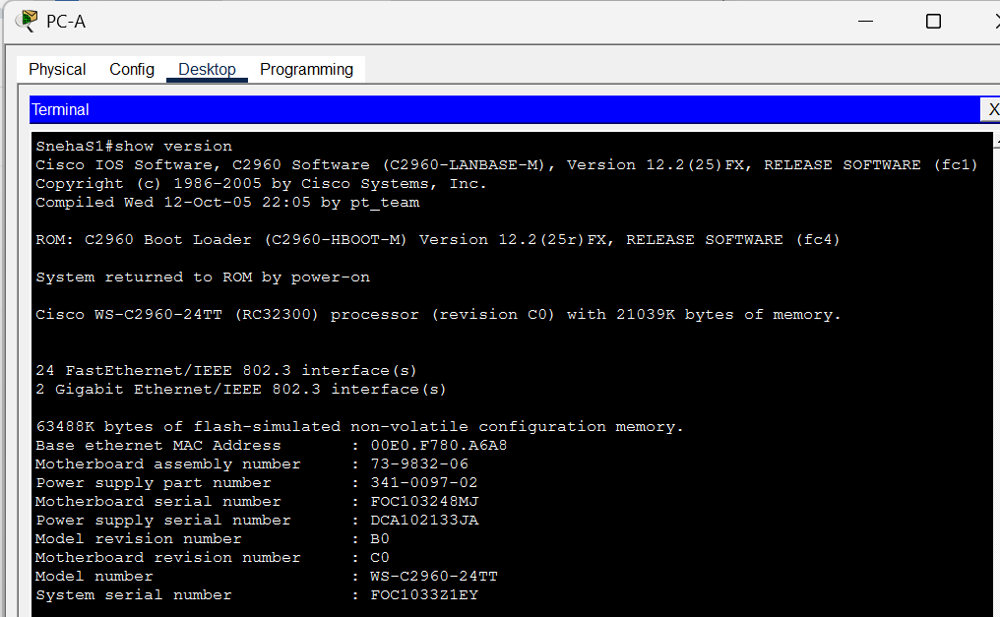 PC-A
Physical Config Desktop Programming
Terminal
X
SnehaS1#show version
Cisco IOS Software, C2960 Software (C2960-LANBASE-M), Version 12.2(25)FX, RELEASE SOFTWARE (fc1)
Copyright (c) 1986-2005 by Cisco Systems, Inc.
Compiled Wed 12-Oct-05 22:05 by pt_team
ROM: C2960 Boot Loader (C2960-HBOOT-M) Version 12.2(25r)FX, RELEASE SOFTWARE (fc4)
System returned to ROM by power-on
Cisco WS-C2960-24TT (RC32300) processor (revision C0) with 21039K bytes of memory.
24 FastEthernet/IEEE 802.3 interface(s)
2 Gigabit Ethernet/IEEE 802.3 interface(s)
63488K bytes of flash-simulated non-volatile configuration memory.
Base ethernet MAC Address : 00E0.F780.A6A8
Motherboard assembly number : 73-9832-06
Power supply part number : 341-0097-02
Motherboard serial number : FOC103248MJ
Power supply serial number : DCA102133JA
Model revision number : B0
Motherboard revision number : C0
Model number : WS-C2960-24TT
System serial number : FOC1033Z1EY